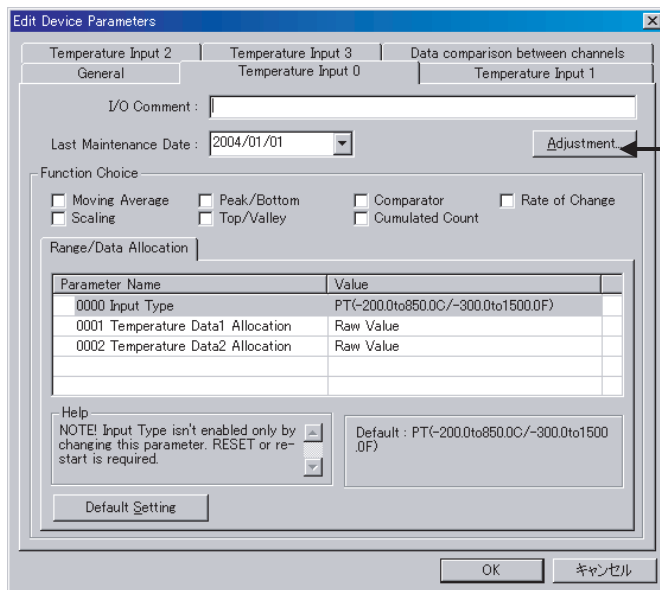 Edit Device Parameters
Temperature Input 2
Temperature Input 3
Data comparison between channels
General
Temperature Input 0
Temperature Input 1
I/O Comment :
Last Maintenance Date : 2004/01/01
Adjustment...
Function Choice
Moving Average
Peak/Bottom
Comparator
Rate of Change
Scaling
Top/Valley
Cumulated Count
Range/Data Allocation
Parameter Name Value
0000 Input Type PT(-200.0to850.0C/-300.0to1500.0F)
0001 Temperature Data1 Allocation Raw Value
0002 Temperature Data2 Allocation Raw Value
Help
NOTE! Input Type isn't enabled only by
changing this parameter. RESET or re-
start is required.
Default : PT(-200.0to850.0C/-300.0to1500
.0F)
Default Setting
OK
キャンセル